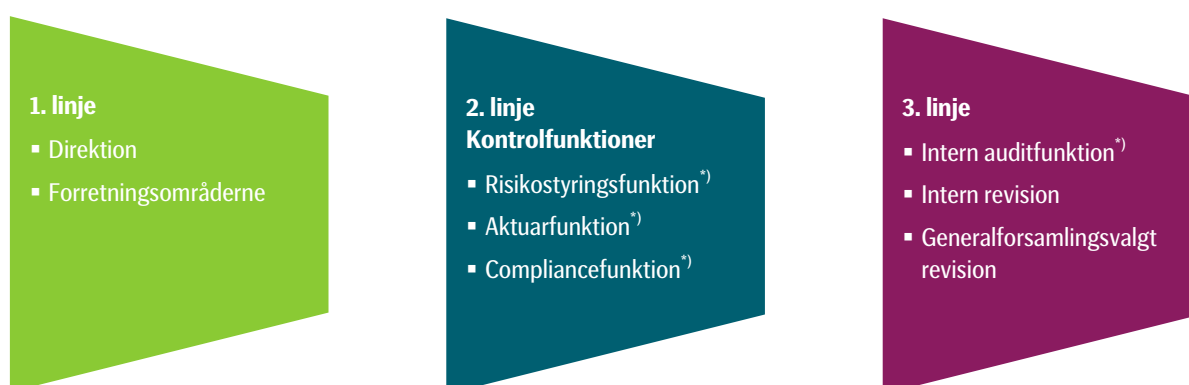 1. linje
▪ Direktion
▪ Forretningsområderne
2. linje
Kontrolfunktioner
▪ Risikostyringsfunktion*)
▪ Aktuarfunktion*)
▪ Compliancefunktion*)
3. linje
▪ Intern auditfunktion*)
▪ Intern revision
▪ Generalforsamlingsvalgt
revision